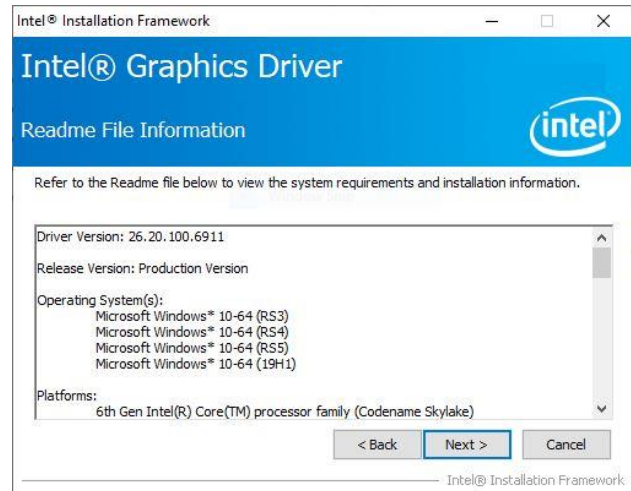 Intel® Installation Framework
Intel® Graphics Driver
Readme File Information
intel
Refer to the Readme file below to view the system requirements and installation information.
Driver Version: 26.20.100.6911
Release Version: Production Version
Operating System(s):
Microsoft Windows* 10-64 (RS3)
Microsoft Windows* 10-64 (RS4)
Microsoft Windows* 10-64 (RS5)
Microsoft Windows* 10-64 (19H1)
Platforms:
6th Gen Intel(R) Core(TM) processor family (Codename Skylake)
< Back Next > Cancel
Intel® Installation Framework